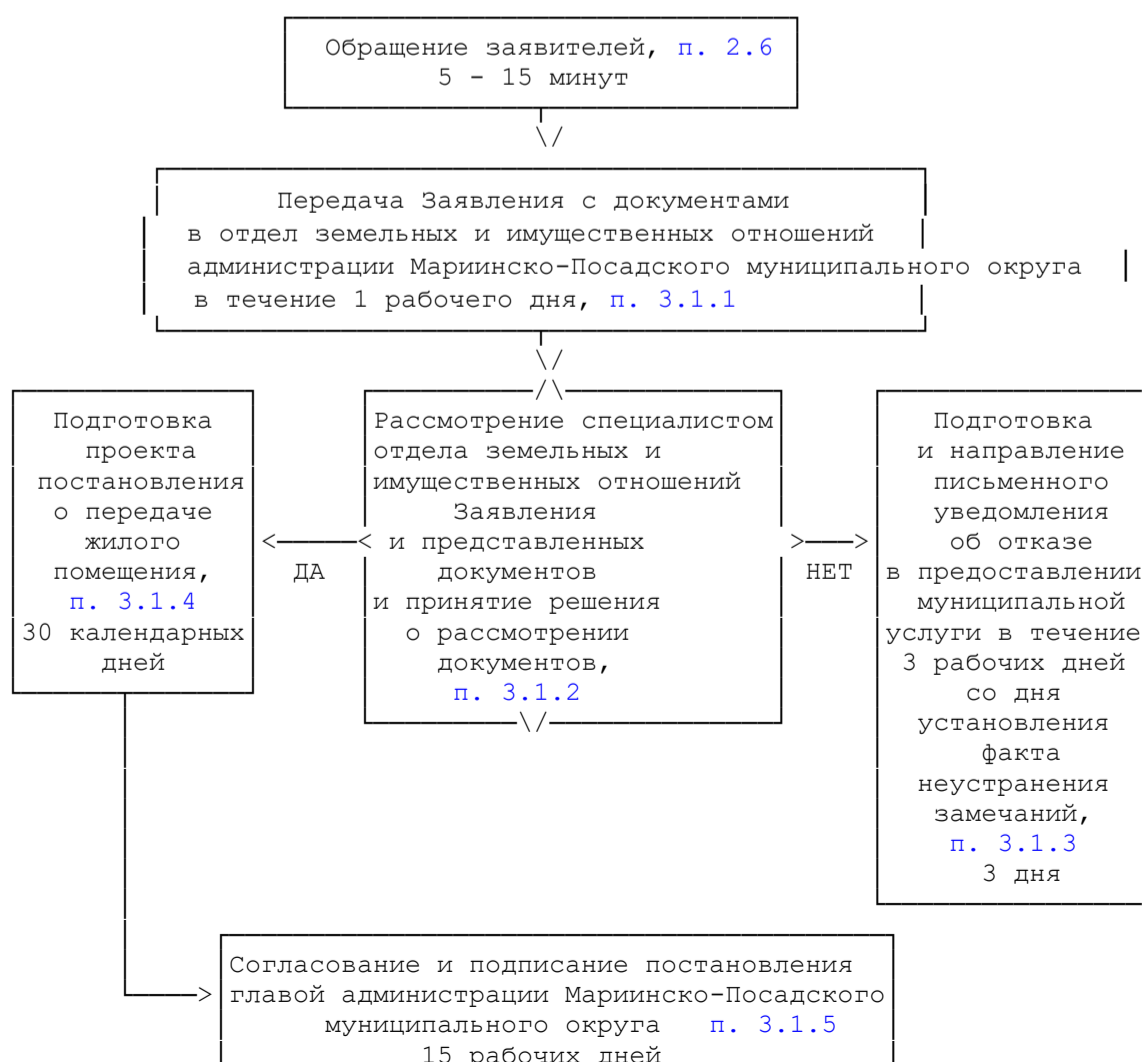 Обращение заявителей, п. 2.6
5 - 15 минут
\/
Передача Заявления с документами
в отдел земельных и имущественных отношений
администрации Мариинско-Посадского муниципального округа
в течение 1 рабочего дня, п. 3.1.1
\/
/\
Подготовка
проекта
постановления
о передаче
жилого
помещения,
п. 3.1.4
30 календарных
дней
<
<
ДА
Рассмотрение специалистом
отдела земельных и
имущественных отношений
Заявления
и представленных
документов
и принятие решения
о рассмотрении
документов,
п. 3.1.2
\/
>
>
НЕТ
Подготовка
и направление
письменного
уведомления
об отказе
в предоставлении
муниципальной
услуги в течение
3 рабочих дней
со дня
установления
факта
неустранения
замечаний,
п. 3.1.3
3 дня
>
Согласование и подписание постановления
главой администрации Мариинско-Посадского
муниципального округа п. 3.1.5
15 рабочих дней